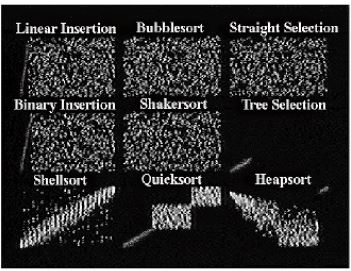 Linear Insertion Bubblesort Straight Selection
Binary Insertion Shakersort Tree Selection
Shellsort Quicksort Heapsort